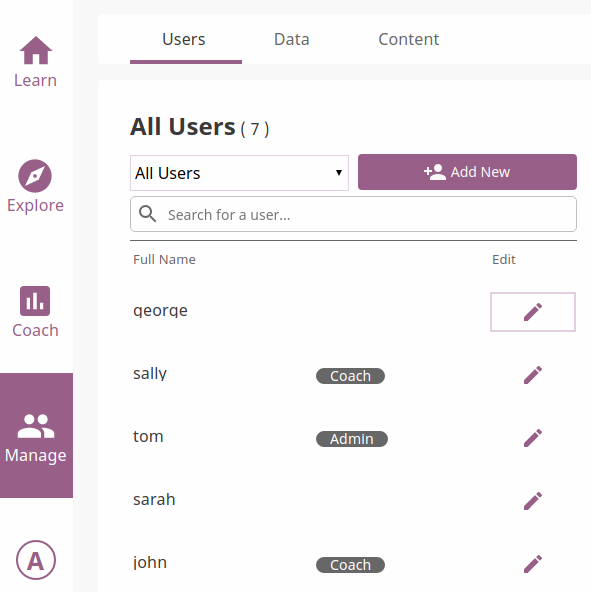 Learn
Explore
Coach
Manage
A
Users Data Content
All Users ( 7 )
All Users
Add New
Search for a user...
Full Name Edit
george
sally Coach
tom Admin
sarah
john Coach